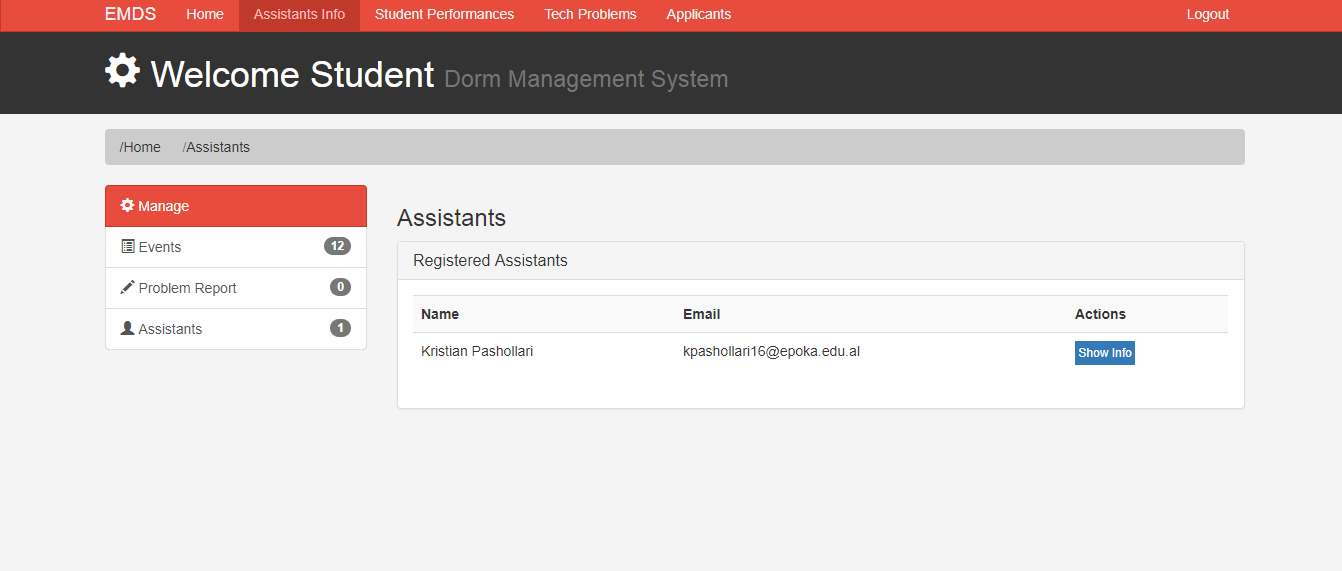 EMDS Home Assistants Info Student Performances Tech Problems Applicants Logout
Welcome Student Dorm Management System
/Home /Assistants
Manage
Events 12
Problem Report 0
Assistants 1
Assistants
Registered Assistants
Name Email Actions
Kristian Pashollari kpashollari16@epoka.edu.al Show Info